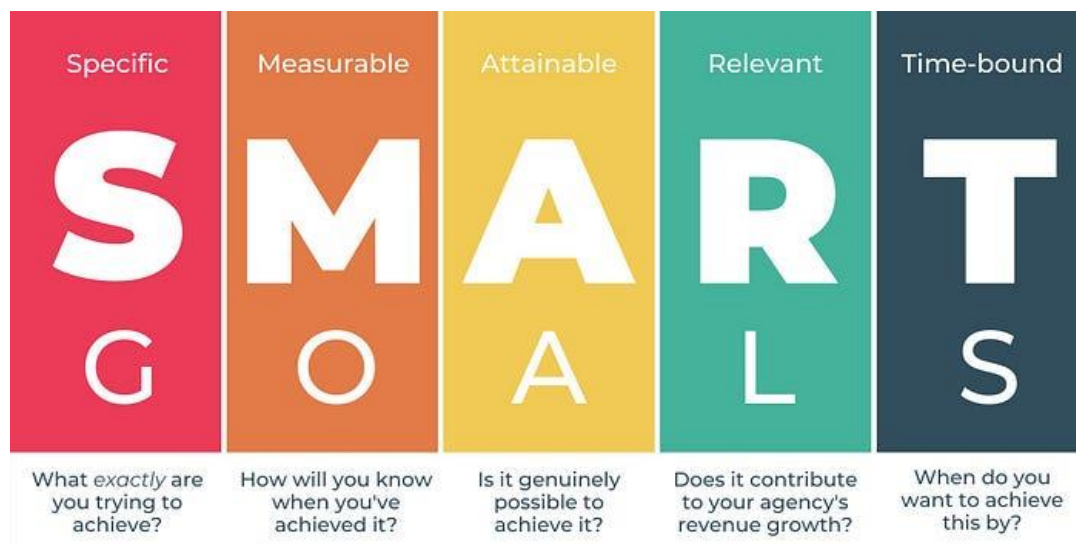 Specific
Measurable
Attainable
Relevant
Time-bound
S M A R T
G O A L S
What exactly are
you trying to
achieve?
How will you know
when you've
achieved it?
Is it genuinely
possible to
achieve it?
Does it contribute
to your agency's
revenue growth?
When do you
want to achieve
this by?